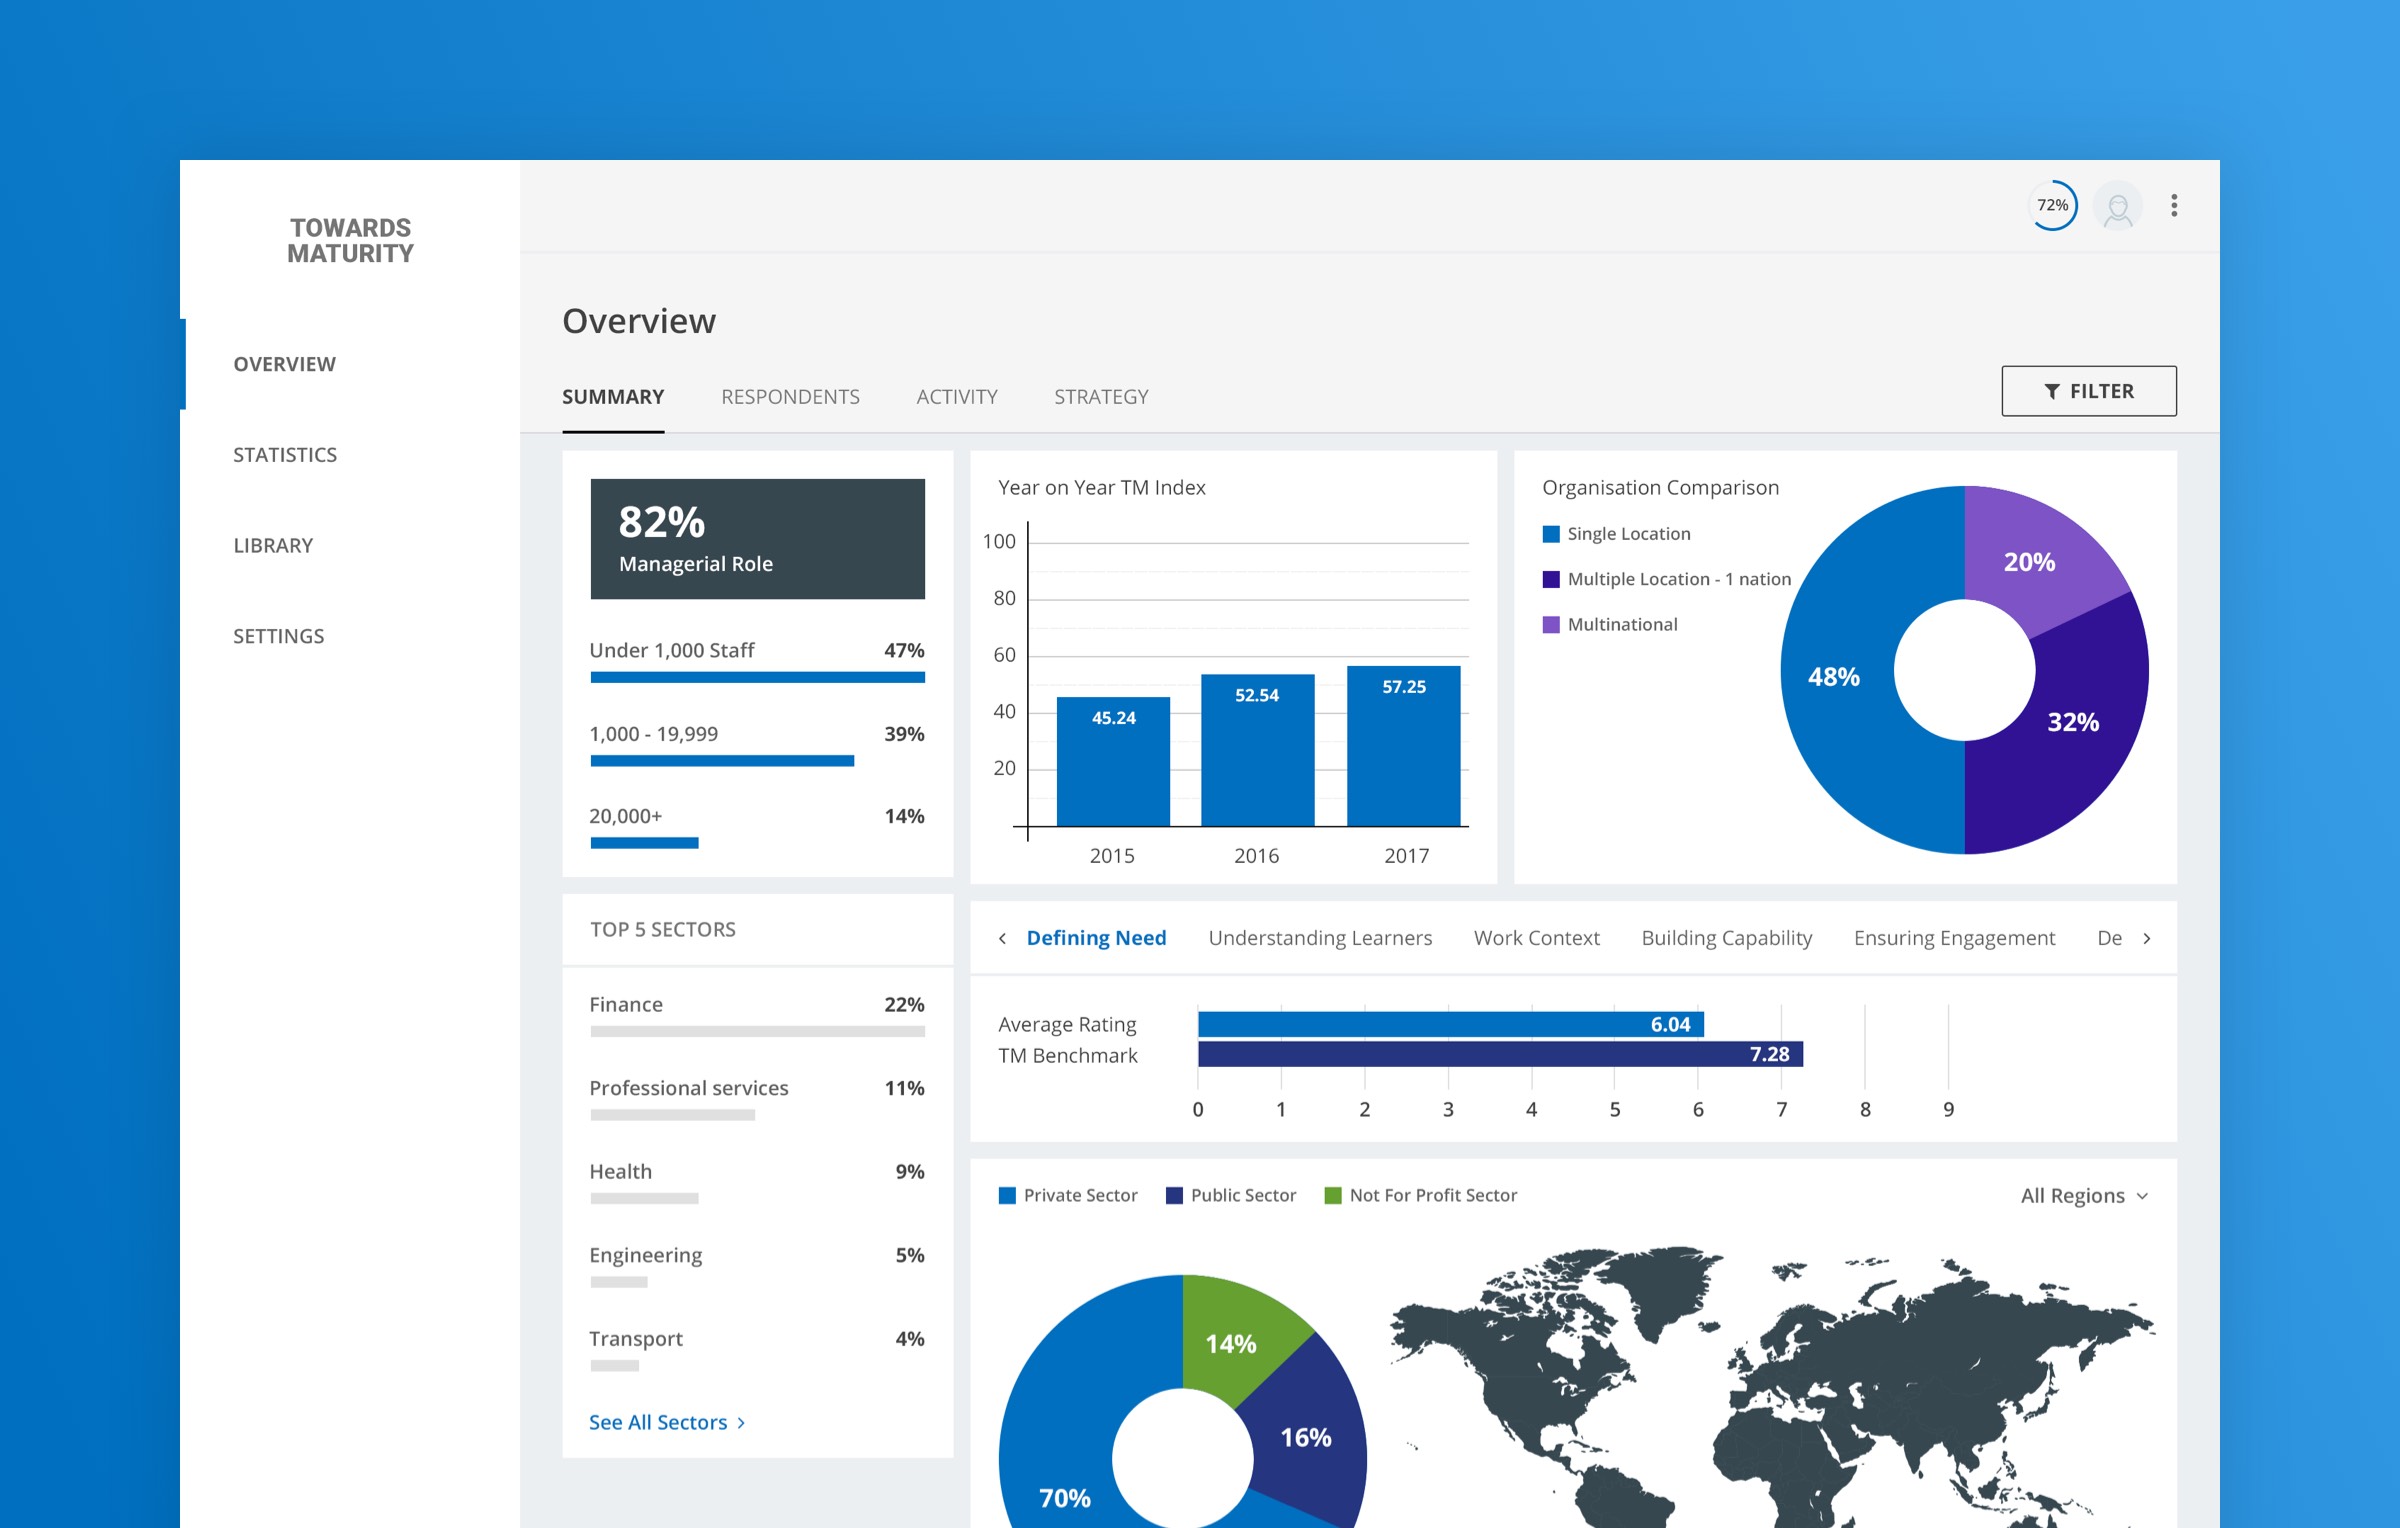 TOWARDS
MATURITY
OVERVIEW
STATISTICS
LIBRARY
SETTINGS
72%
Overview
SUMMARY RESPONDENTS ACTIVITY STRATEGY
FILTER
82%
Managerial Role
Under 1,000 Staff 47%
1,000 - 19,999 39%
20,000+ 14%
Year on Year TM Index
100
80
60
40
20
45.24 52.54 57.25
2015 2016 2017
Organisation Comparison
Single Location
Multiple Location - 1 nation
Multinational
20%
48%
32%
TOP 5 SECTORS
Finance 22%
Professional services 11%
Health 9%
Engineering 5%
Transport 4%
See All Sectors
Defining Need Understanding Learners Work Context Building Capability Ensuring Engagement De
Average Rating 6.04
TM Benchmark 7.28
0 1 2 3 4 5 6 7 8 9
Private Sector Public Sector Not For Profit Sector
All Regions
14%
16%
70%